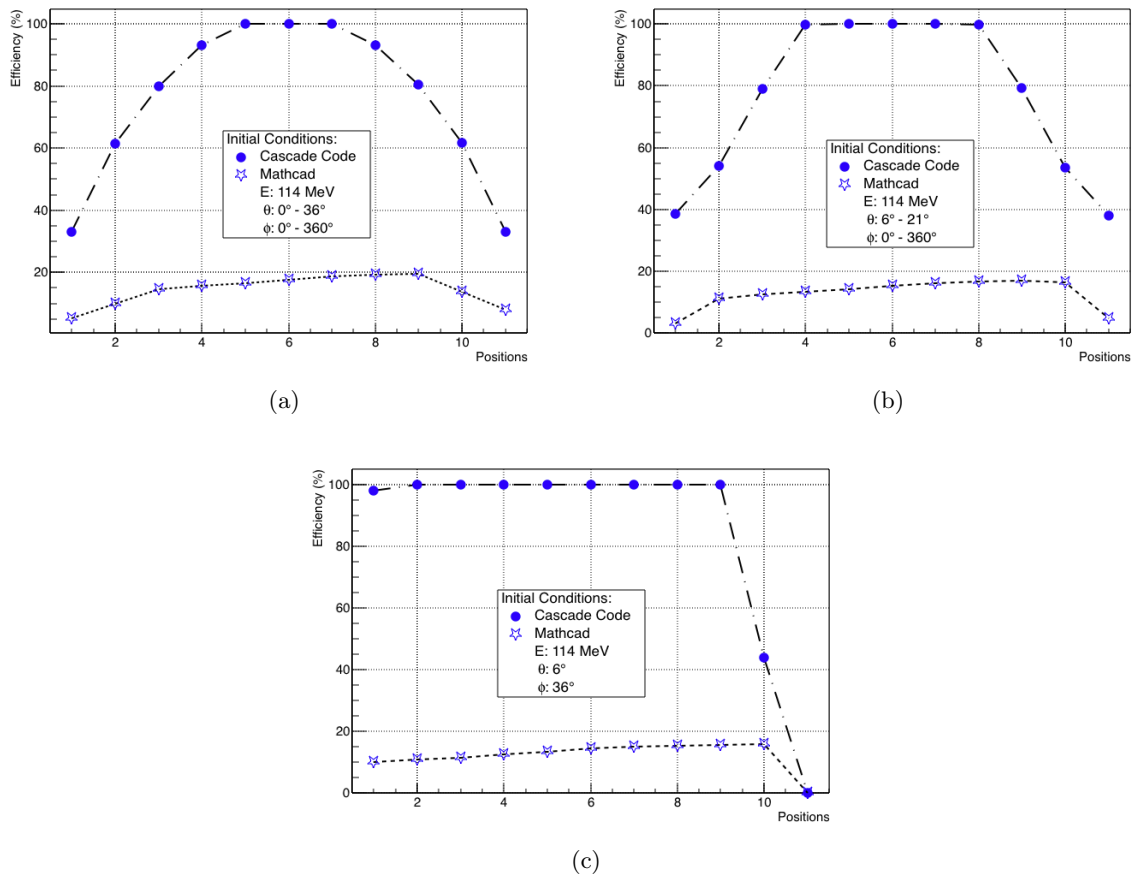 Efficiency (%)
100
80
60
40
20
Initial Conditions:
Cascade Code
Mathcad
E: 114 MeV
θ: 0° - 36°
ϕ: 0° - 360°
2 4 6 8 10
Positions
(a)
Efficiency (%)
100
80
60
40
20
0
Initial Conditions:
Cascade Code
Mathcad
E: 114 MeV
θ: 6° - 21°
ϕ: 0° - 360°
2 4 6 8 10
Positions
(b)
Efficiency (%)
100
80
60
40
20
0
Initial Conditions:
Cascade Code
Mathcad
E: 114 MeV
θ: 6°
ϕ: 36°
2 4 6 8 10
Positions
(c)